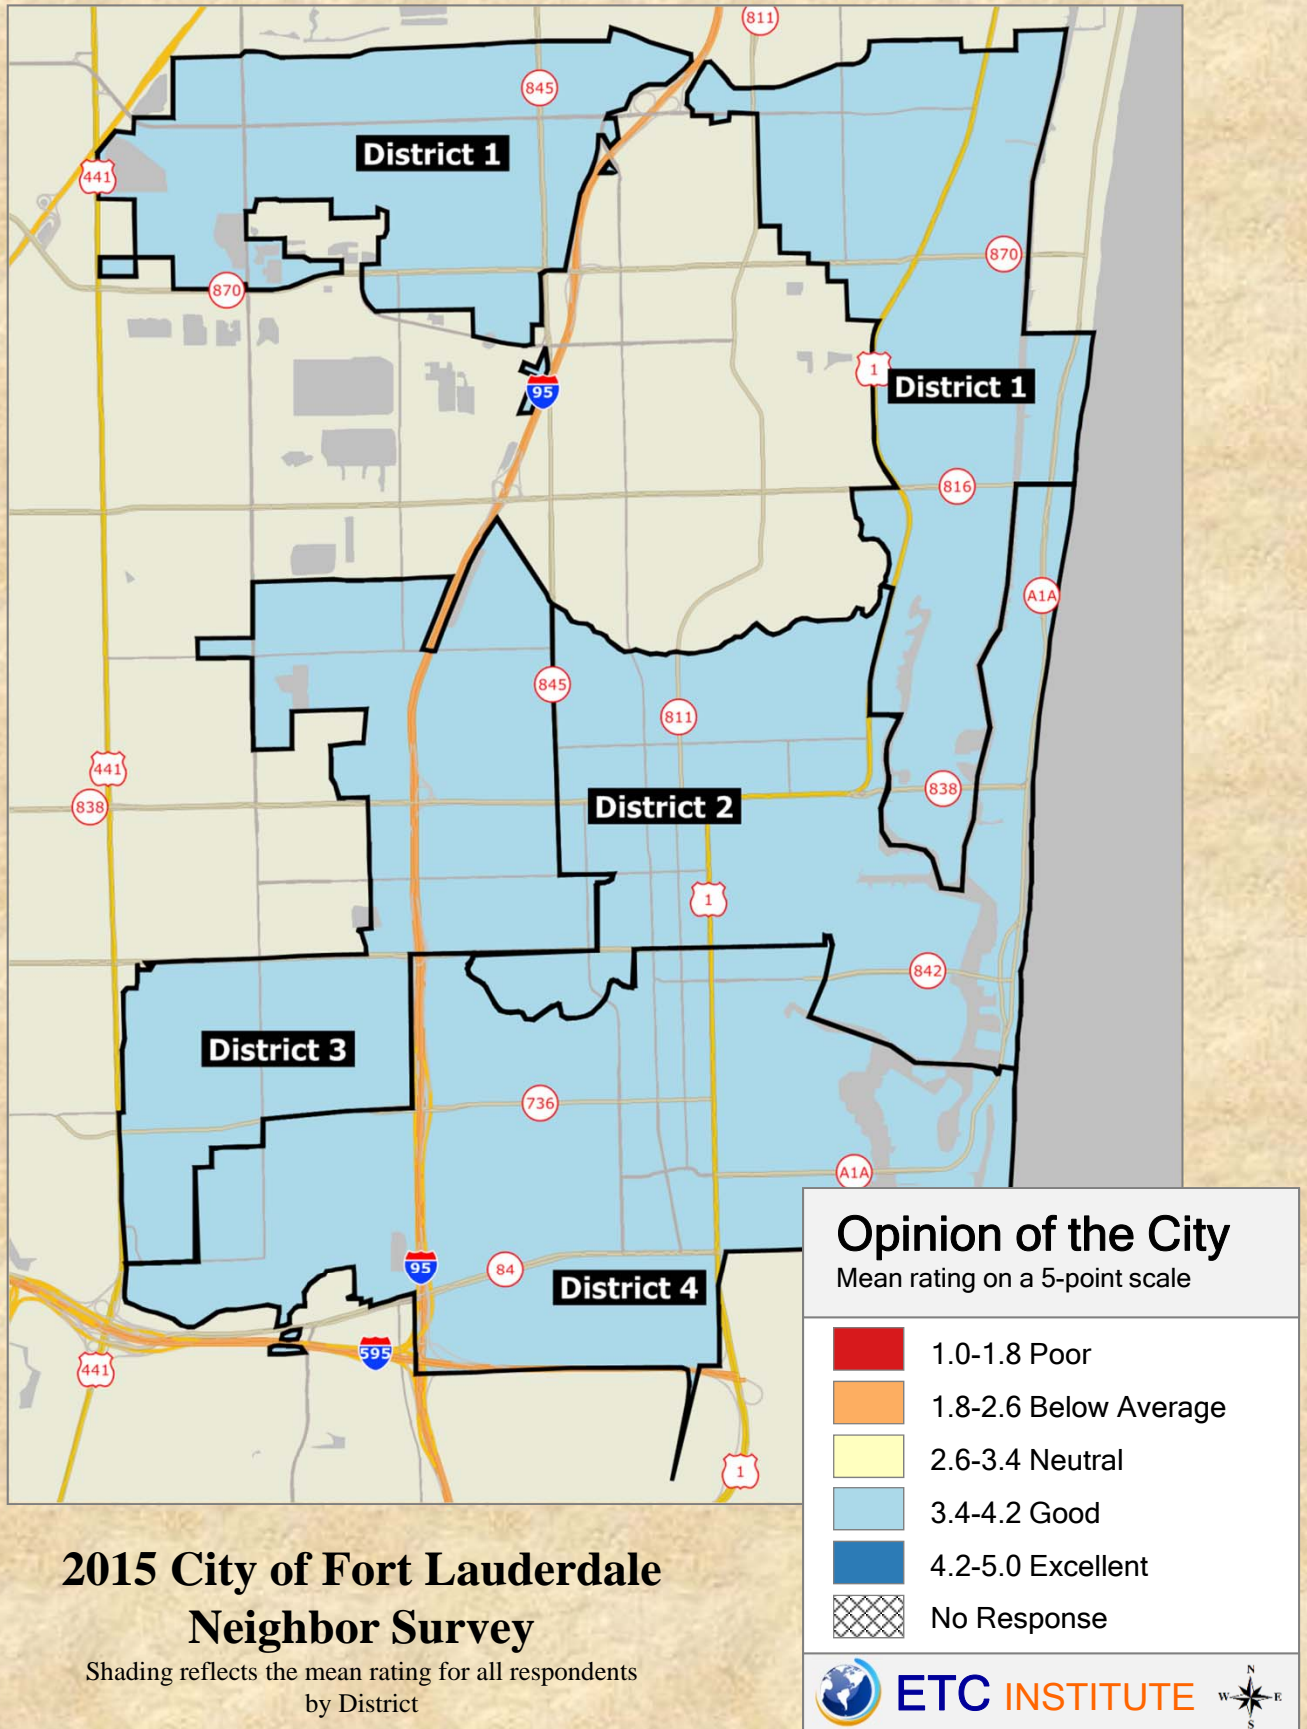 811
845
District 1
441
870
870
95
1
District 1
816
A1A
845
811
441
838
District 2
838
1
842
District 3
736
A1A
95
84
District 4
595
441
1
Opinion of the City
Mean rating on a 5-point scale
1.0-1.8 Poor
1.8-2.6 Below Average
2.6-3.4 Neutral
3.4-4.2 Good
4.2-5.0 Excellent
No Response
2015 City of Fort Lauderdale
Neighbor Survey
Shading reflects the mean rating for all respondents
by District
ETC INSTITUTE
N
W E
S